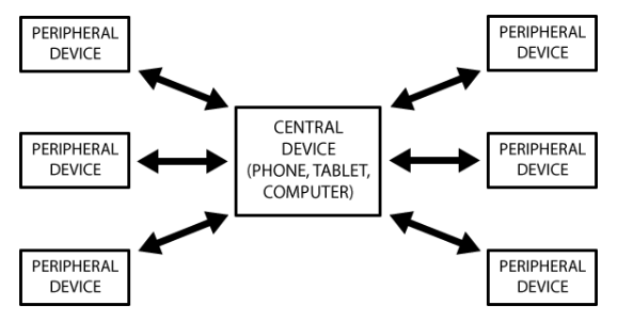 PERIPHERAL
DEVICE
PERIPHERAL
DEVICE
PERIPHERAL
DEVICE
CENTRAL
DEVICE
(PHONE, TABLET,
COMPUTER)
PERIPHERAL
DEVICE
PERIPHERAL
DEVICE
PERIPHERAL
DEVICE